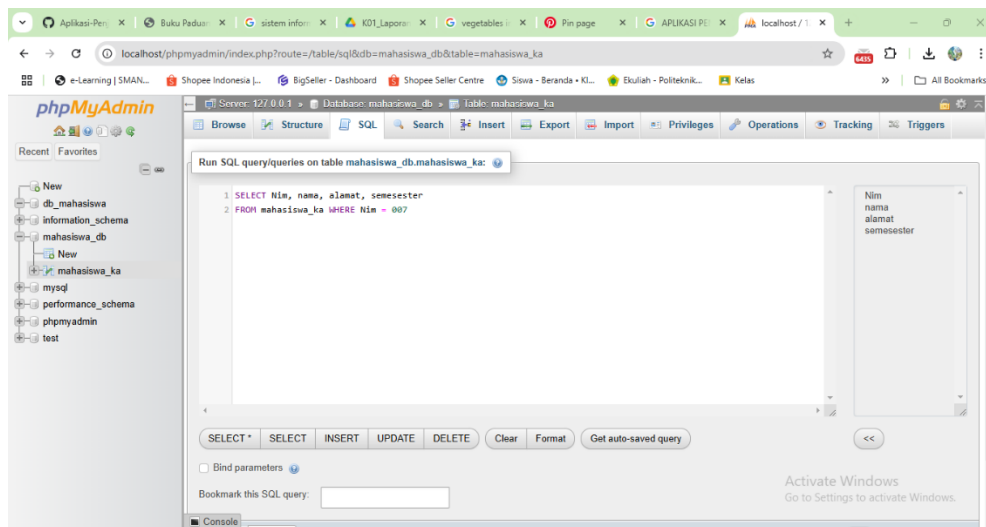 Aplikasi-Penj
Buku Paduan
sistem inform
K01_Laporan
vegetables i
Pin page
APLIKASI PE
localhost / 1
localhost/phpmyadmin/index.php?route=/table/sql&db=mahasiswa_db&table=mahasiswa_ka
6435
e-Learning | SMAN...
Shopee Indonesia |...
BigSeller - Dashboard
Shopee Seller Centre
Siswa - Beranda • Kl...
Ekuliah - Politeknik...
Kelas
»
All Bookmarks
phpMyAdmin
Recent Favorites
New
db_mahasiswa
information_schema
mahasiswa_db
New
mahasiswa_ka
mysql
performance_schema
phpmyadmin
test
Server: 127.0.0.1 » Database: mahasiswa_db » Table: mahasiswa_ka
Browse Structure SQL Search Insert Export Import Privileges Operations Tracking Triggers
Run SQL query/queries on table mahasiswa_db.mahasiswa_ka:
1 SELECT Nim, nama, alamat, semesester
2 FROM mahasiswa_ka WHERE Nim = 007
Nim
nama
alamat
semesester
SELECT * SELECT INSERT UPDATE DELETE Clear Format Get auto-saved query <<
Bind parameters
Bookmark this SQL query:
Activate Windows
Go to Settings to activate Windows.
Console